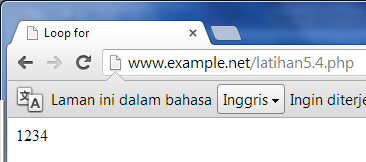 Loop for
www.example.net/latihan5.4.php
Laman ini dalam bahasa Inggris Ingin diterje
1234